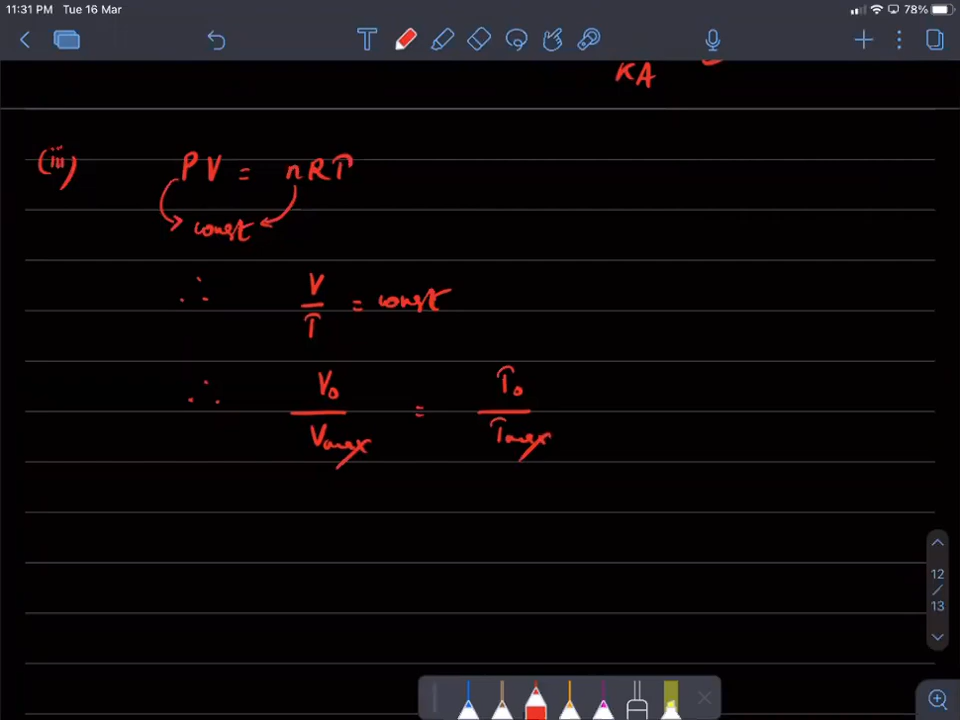 11:31 PM Tue 16 Mar
78%
KA
(iii) PV = nRT
const
∴ V/T = const
∴ V₀/Vmax = T₀/Tmax
12
/
13